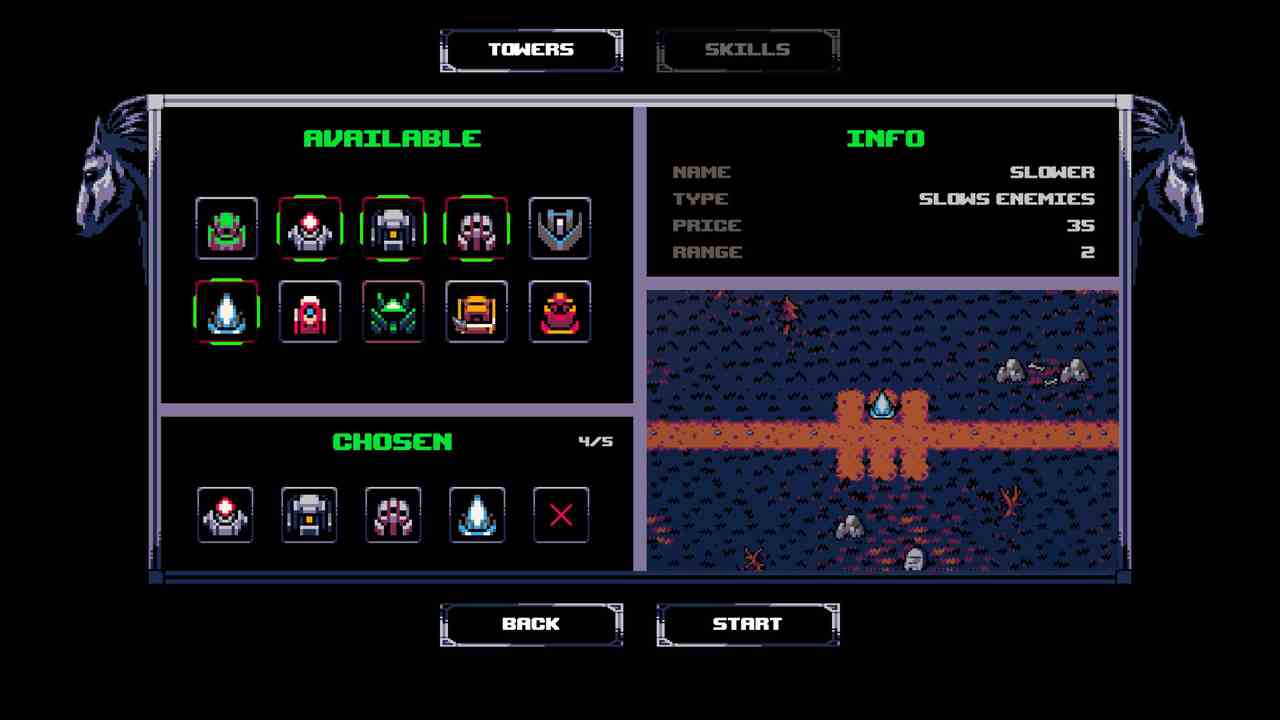 TOWERS
SKILLS
AVAILABLE
INFO
NAME SLOWER
TYPE SLOWS ENEMIES
PRICE 35
RANGE 2
CHOSEN 4/5
BACK
START